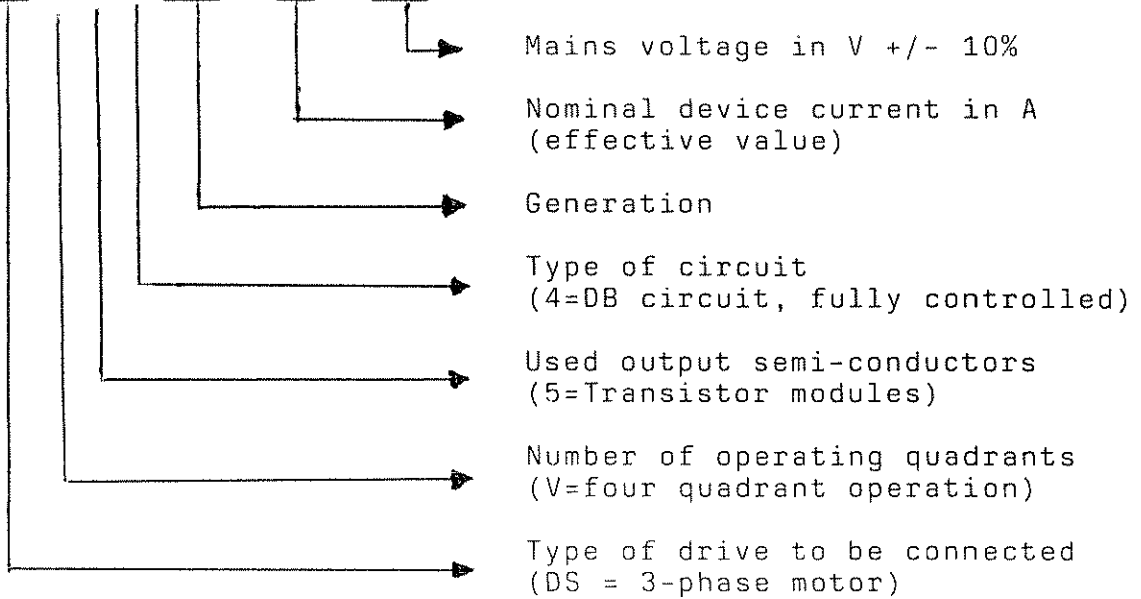 Mains voltage in V +/- 10%
Nominal device current in A
(effective value)
Generation
Type of circuit
(4=DB circuit, fully controlled)
Used output semi-conductors
(5=Transistor modules)
Number of operating quadrants
(V=four quadrant operation)
Type of drive to be connected
(DS = 3-phase motor)